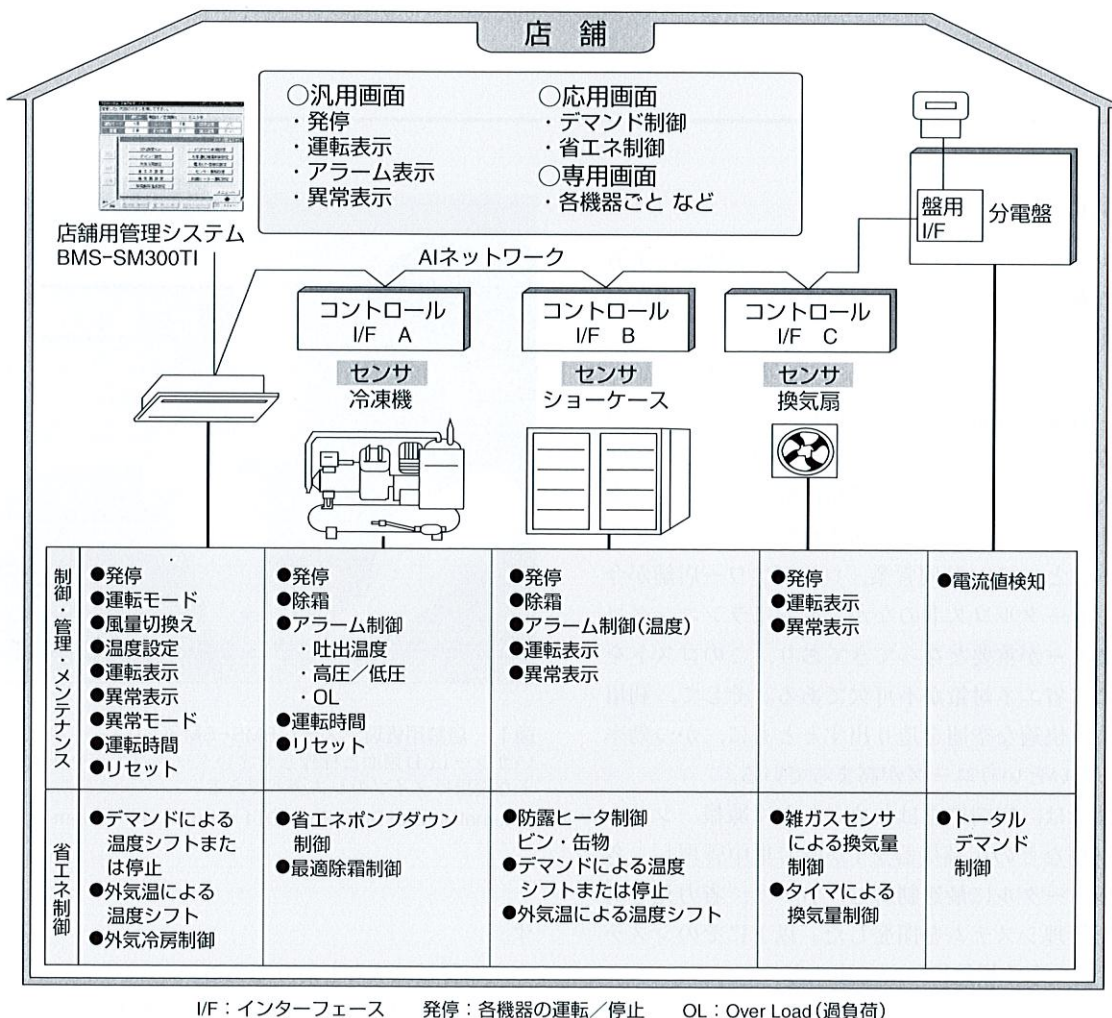 店 舗
○汎用画面
・発停
・運転表示
・アラーム表示
・異常表示
○応用画面
・デマンド制御
・省エネ制御
○専用画面
・各機器ごと など
店舗用管理システム
BMS-SM300TI
AIネットワーク
盤用
I/F
分電盤
コントロール
I/F A
コントロール
I/F B
コントロール
I/F C
センサ
冷凍機
センサ
ショーケース
センサ
換気扇
制御・管理・メンテナンス
●発停
●運転モード
●風量切換え
●温度設定
●運転表示
●異常表示
●異常モード
●運転時間
●リセット
●発停
●除霜
●アラーム制御
・吐出温度
・高圧/低圧
・OL
●運転時間
●リセット
●発停
●除霜
●アラーム制御(温度)
●運転表示
●異常表示
●発停
●運転表示
●異常表示
●電流値検知
省エネ制御
●デマンドによる
温度シフトまた
は停止
●外気温による
温度シフト
●外気冷房制御
●省エネポンプダウン
制御
●最適除霜制御
●防露ヒータ制御
ビン・缶物
●デマンドによる温度
シフトまたは停止
●外気温による温度シフト
●雑ガスセンサ
による換気量
制御
●タイマによる
換気量制御
●トータル
デマンド
制御
I/F:インターフェース 発停:各機器の運転/停止 OL:Over Load(過負荷)